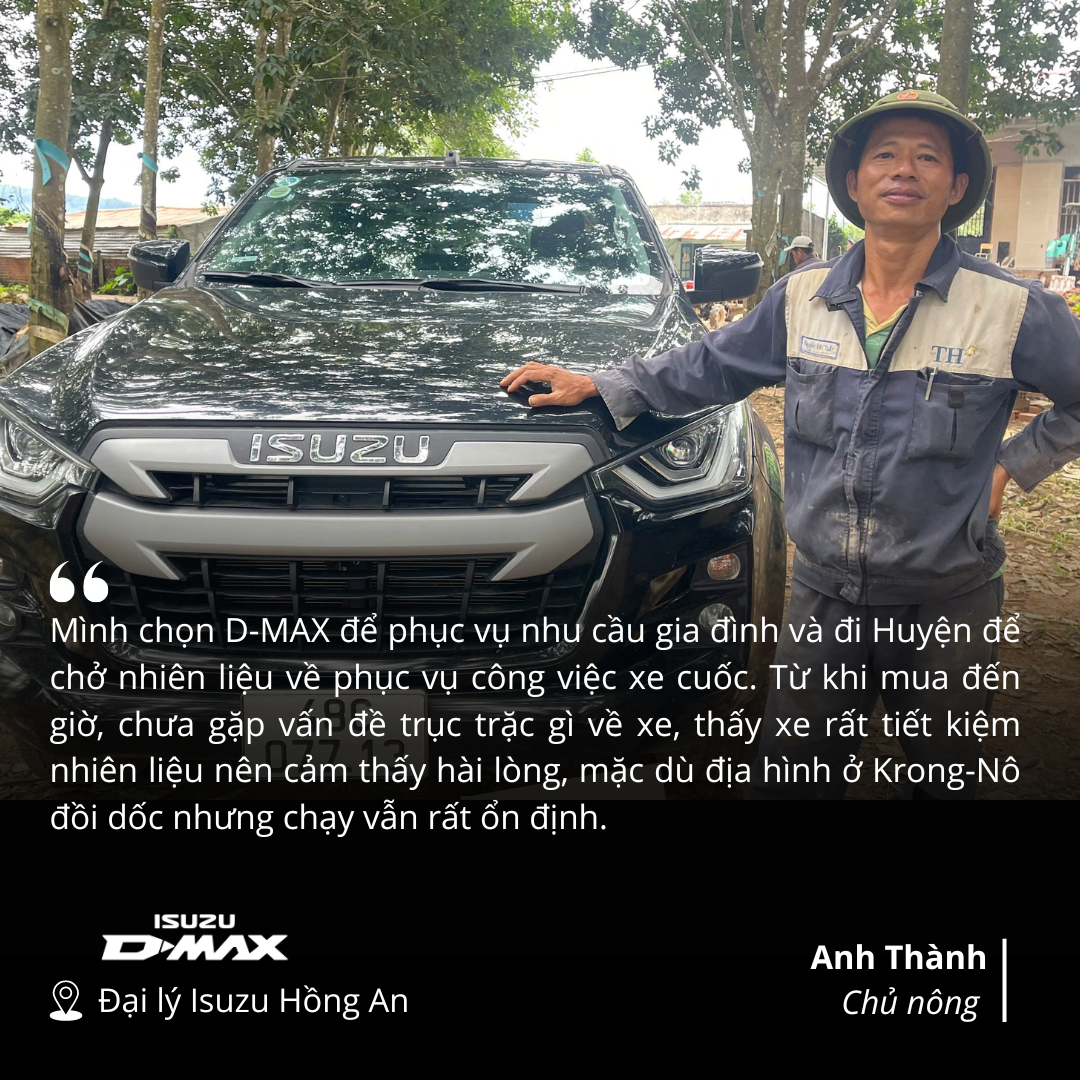 TH
ISUZU
Mình chọn D-MAX để phục vụ nhu cầu gia đình và đi Huyện để
chở nhiên liệu về phục vụ công việc xe cuốc. Từ khi mua đến
giờ, chưa gặp vấn đề trục trặc gì về xe, thấy xe rất tiết kiệm
nhiên liệu nên cảm thấy hài lòng, mặc dù địa hình ở Krong-Nô
đồi dốc nhưng chạy vẫn rất ổn định.
ISUZU
D-MAX
Đại lý Isuzu Hồng An
Anh Thành
Chủ nông